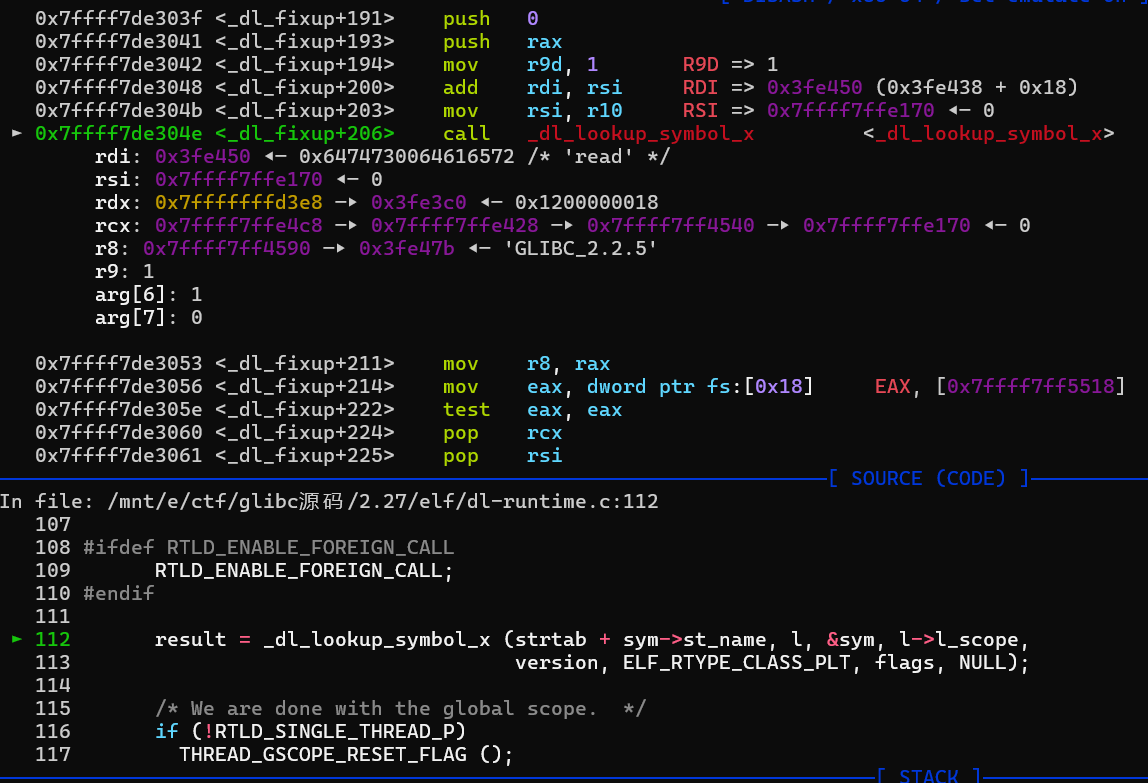 0x7ffff7de303f <_dl_fixup+191> push 0
0x7ffff7de3041 <_dl_fixup+193> push rax
0x7ffff7de3042 <_dl_fixup+194> mov r9d, 1 R9D => 1
0x7ffff7de3048 <_dl_fixup+200> add rdi, rsi RDI => 0x3fe450 (0x3fe438 + 0x18)
0x7ffff7de304b <_dl_fixup+203> mov rsi, r10 RSI => 0x7ffff7ffe170 ◂— 0
► 0x7ffff7de304e <_dl_fixup+206> call _dl_lookup_symbol_x <_dl_lookup_symbol_x>
rdi: 0x3fe450 ◂— 0x6474730064616572 /* 'read' */
rsi: 0x7ffff7ffe170 ◂— 0
rdx: 0x7fffffffd3e8 —▸ 0x3fe3c0 ◂— 0x1200000018
rcx: 0x7ffff7ffe4c8 —▸ 0x7ffff7ffe428 —▸ 0x7ffff7ff4540 —▸ 0x7ffff7ffe170 ◂— 0
r8: 0x7ffff7ff4590 —▸ 0x3fe47b ◂— 'GLIBC_2.2.5'
r9: 1
arg[6]: 1
arg[7]: 0
0x7ffff7de3053 <_dl_fixup+211> mov r8, rax
0x7ffff7de3056 <_dl_fixup+214> mov eax, dword ptr fs:[0x18] EAX, [0x7ffff7ff5518]
0x7ffff7de305e <_dl_fixup+222> test eax, eax
0x7ffff7de3060 <_dl_fixup+224> pop rcx
0x7ffff7de3061 <_dl_fixup+225> pop rsi
[ SOURCE (CODE) ]
In file: /mnt/e/ctf/glibc源码/2.27/elf/dl-runtime.c:112
107
108 #ifdef RTLD_ENABLE_FOREIGN_CALL
109 RTLD_ENABLE_FOREIGN_CALL;
110 #endif
111
► 112 result = _dl_lookup_symbol_x (strtab + sym->st_name, l, &sym, l->l_scope,
113 version, ELF_RTYPE_CLASS_PLT, flags, NULL);
114
115 /* We are done with the global scope. */
116 if (!RTLD_SINGLE_THREAD_P)
117 THREAD_GSCOPE_RESET_FLAG ();
[ STACK ]